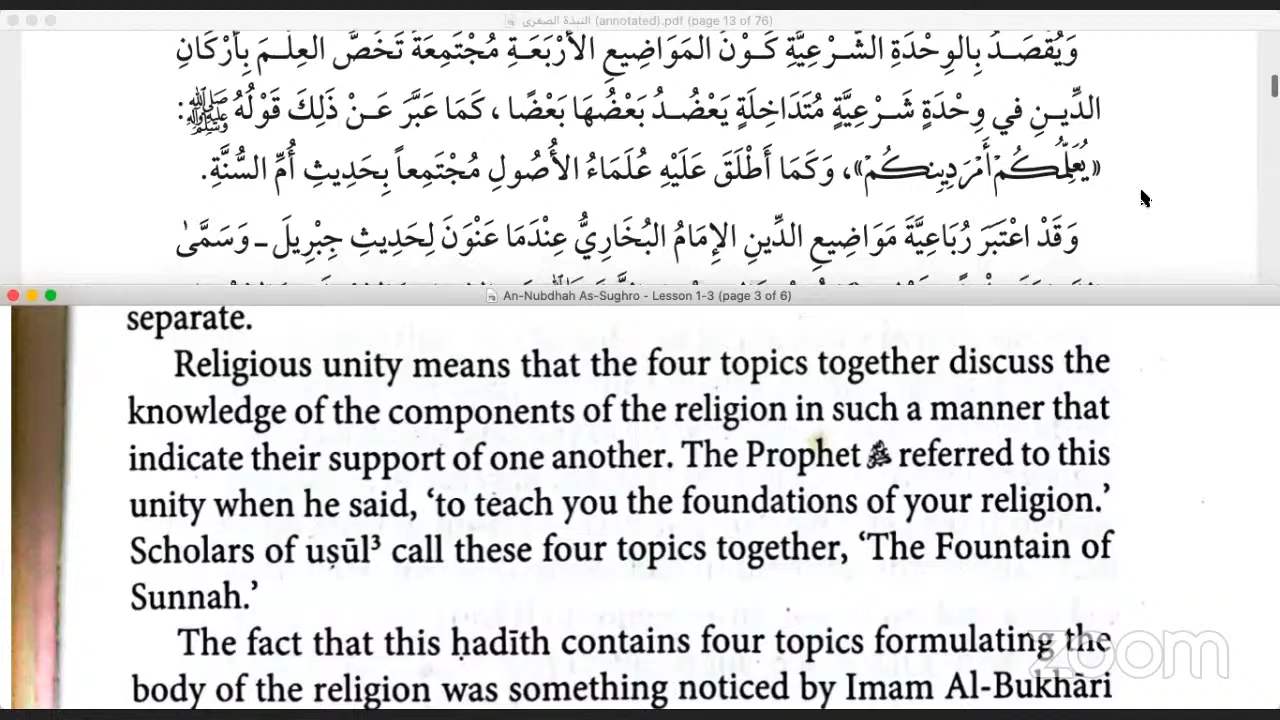 النبذة الصغرى (annotated).pdf (page 13 of 76)
وَيُقْصَدُ بِالوِحْدَةِ الشَّرْعِيَّةِ كَوْنَ المَوَاضِيعِ الأَرْبَعَةِ مُجْتَمِعَةً تَخُصُّ العِلْمَ بِأَرْكَانِ
الدِّينِ في وِحْدَةٍ شَرْعِيَّةٍ مُتَدَاخِلَةٍ يَعْضُدُ بَعْضُهَا بَعْضًا ، كَمَا عَبَّرَ عَنْ ذَلِكَ قَوْلُهُ ﷺ :
«يُعَلِّمُكُمْ أَمْرَ دِينِكُمْ»، وَكَمَا أَطْلَقَ عَلَيْهِ عُلَمَاءُ الأُصُولِ مُجْتَمِعاً بِحَدِيثِ أُمِّ السُّنَّةِ.
وَقَدْ اعْتَبَرَ رُبَاعِيَّةَ مَوَاضِيعِ الدِّينِ الإِمَامُ البُخَارِيُّ عِنْدَمَا عَنْوَنَ لِحَدِيثِ جِبْرِيلَ - وَسَمَّىٰ
An-Nubdhah As-Sughro - Lesson 1-3 (page 3 of 6)
separate.
Religious unity means that the four topics together discuss the
knowledge of the components of the religion in such a manner that
indicate their support of one another. The Prophet ﷺ referred to this
unity when he said, ‘to teach you the foundations of your religion.’
Scholars of uṣūl³ call these four topics together, ‘The Fountain of
Sunnah.’
The fact that this ḥadīth contains four topics formulating the
body of the religion was something noticed by Imam Al-Bukhāri
zoom